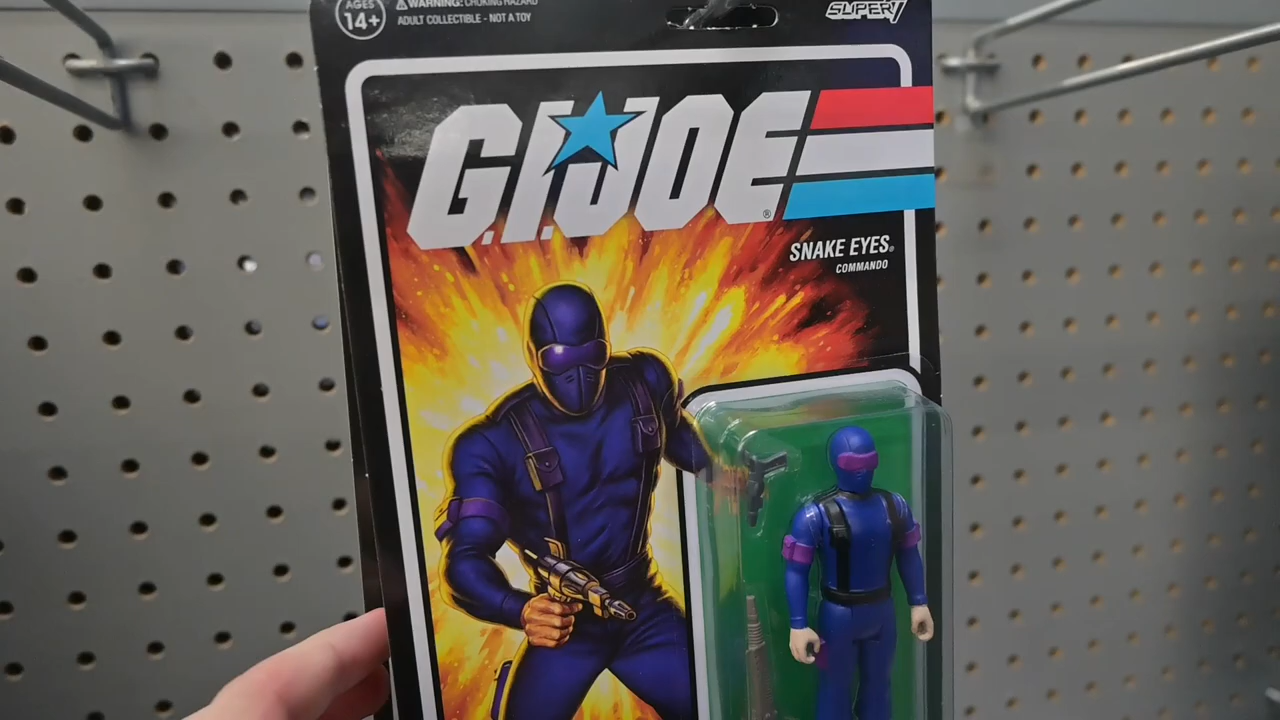 AGES
14+
WARNING: CHOKING HAZARD
ADULT COLLECTIBLE - NOT A TOY
SUPER7
G.I. JOE®
SNAKE EYES®
COMMANDO